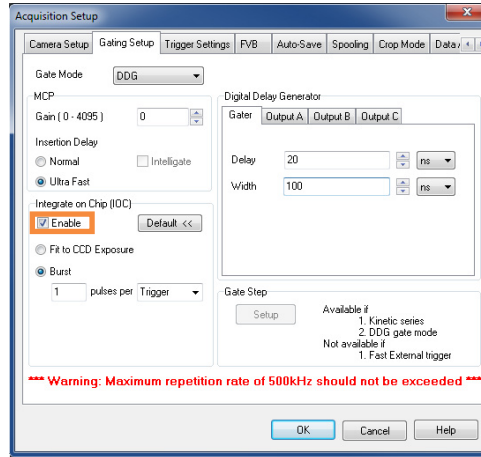 Acquisition Setup
Camera Setup Gating Setup Trigger Settings FVB Auto-Save Spooling Crop Mode Data
Gate Mode DDG
MCP
Gain ( 0 - 4095 ) 0
Insertion Delay
Normal Intelligate
Ultra Fast
Integrate on Chip (IOC)
Enable Default <<
Fit to CCD Exposure
Burst
1 pulses per Trigger
Digital Delay Generator
Gater Output A Output B Output C
Delay 20 ns
Width 100 ns
Gate Step
Setup
Available if
1. Kinetic series
2. DDG gate mode
Not available if
1. Fast External trigger
*** Warning: Maximum repetition rate of 500kHz should not be exceeded ***
OK Cancel Help